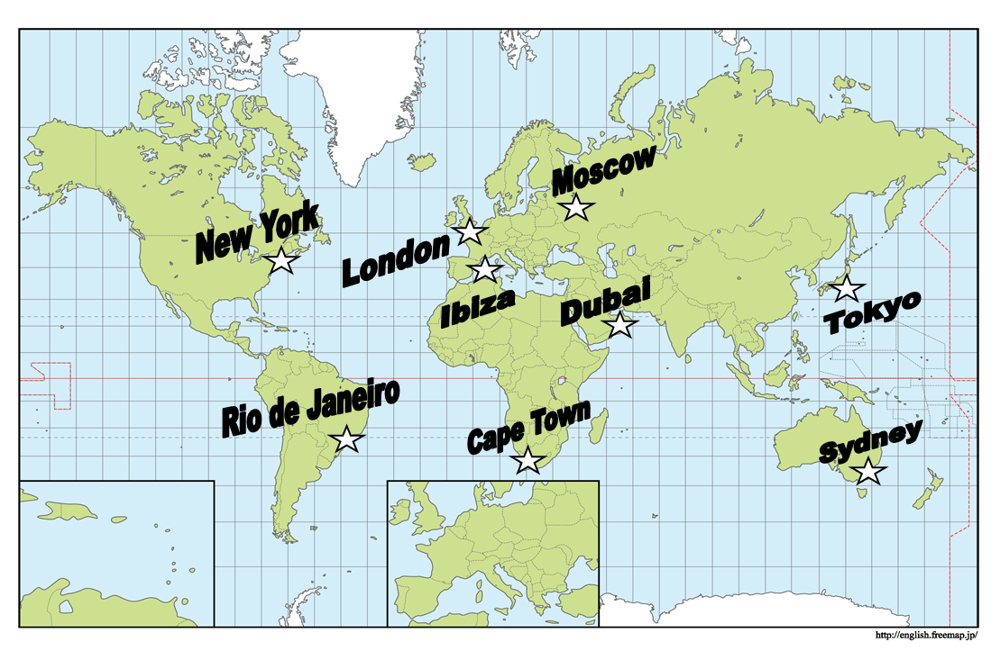 Moscow
New York
London
Ibiza
Dubai
Tokyo
Rio de Janeiro
Cape Town
Sydney
http://english.freemap.jp/